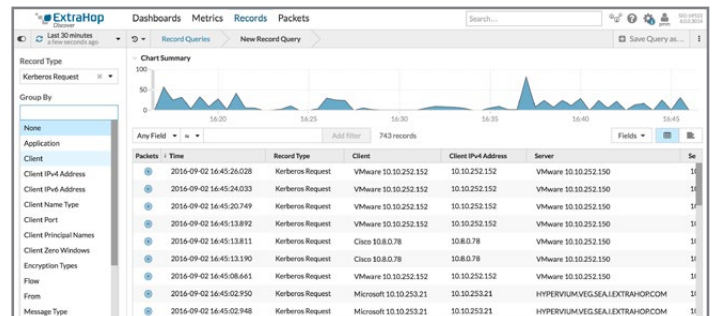 ExtraHop
Discover
Dashboards Metrics Records Packets
Search...
Last 30 minutes
a few seconds ago
Record Queries
New Record Query
Save Query as...
Record Type
Kerberos Request
Group By
None
Application
Client
Client IPv4 Address
Client IPv6 Address
Client Name Type
Client Port
Client Principal Names
Client Zero Windows
Encryption Types
Flow
From
Message Type
Chart Summary
100
50
0
16:20 16:25 16:30 16:35 16:40 16:45
Any Field ≈ Add filter 743 records Fields
Packets Time Record Type Client Client IPv4 Address Server Se
2016-09-02 16:45:26.028 Kerberos Request VMware 10.10.252.152 10.10.252.152 VMware 10.10.252.150 10
2016-09-02 16:45:24.033 Kerberos Request VMware 10.10.252.152 10.10.252.152 VMware 10.10.252.150 10
2016-09-02 16:45:20.749 Kerberos Request VMware 10.10.252.152 10.10.252.152 VMware 10.10.252.150 10
2016-09-02 16:45:13.892 Kerberos Request VMware 10.10.252.152 10.10.252.152 VMware 10.10.252.150 10
2016-09-02 16:45:13.811 Kerberos Request Cisco 10.8.0.78 10.8.0.78 VMware 10.10.252.150 10
2016-09-02 16:45:13.190 Kerberos Request Cisco 10.8.0.78 10.8.0.78 VMware 10.10.252.150 10
2016-09-02 16:45:08.661 Kerberos Request VMware 10.10.252.152 10.10.252.152 VMware 10.10.252.150 10
2016-09-02 16:45:02.950 Kerberos Request Microsoft 10.10.253.21 10.10.253.21 HYPERVIUM.VEG.SEA.I.EXTRAHOP.COM 10
2016-09-02 16:45:02.948 Kerberos Request Microsoft 10.10.253.21 10.10.253.21 HYPERVIUM.VEG.SEA.I.EXTRAHOP.COM 10